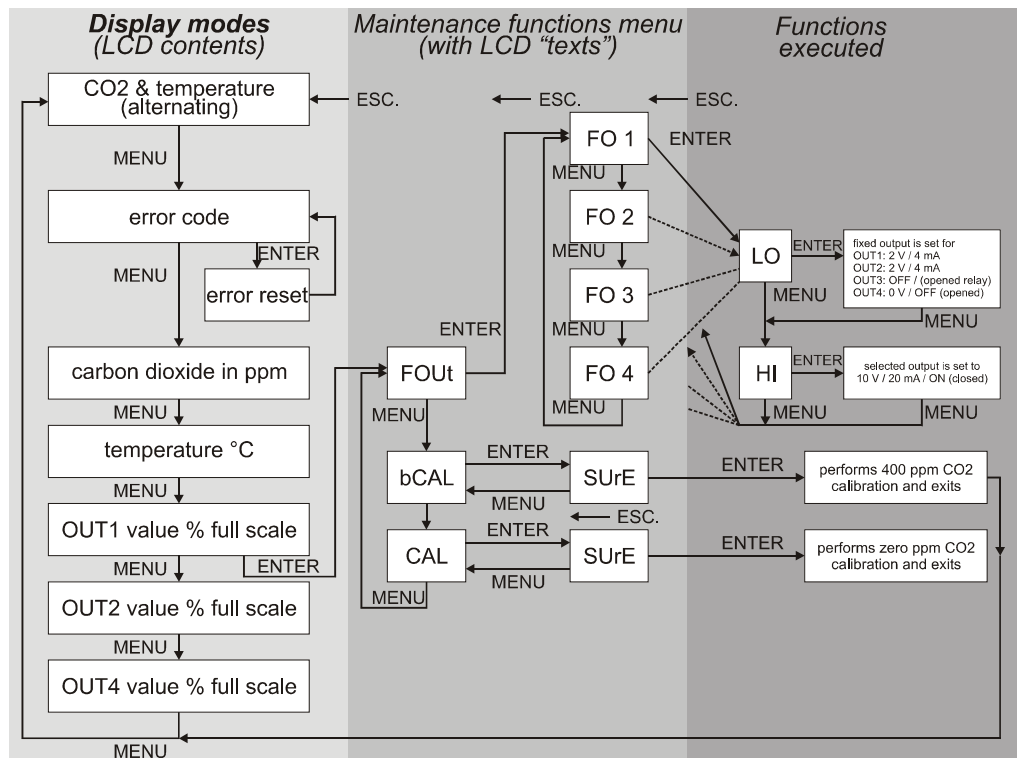 Display modes
(LCD contents)
Maintenance functions menu
(with LCD “texts”)
Functions
executed
CO2 & temperature
(alternating)
ESC.
ESC.
ESC.
MENU
error code
ENTER
error reset
MENU
carbon dioxide in ppm
MENU
temperature °C
MENU
OUT1 value % full scale
MENU
ENTER
OUT2 value % full scale
MENU
OUT4 value % full scale
MENU
FOUt
ENTER
MENU
bCAL
ENTER
MENU
SUrE
ESC.
CAL
ENTER
MENU
SUrE
MENU
FO 1
ENTER
MENU
FO 2
MENU
FO 3
MENU
FO 4
MENU
LO
ENTER
fixed output is set for
OUT1: 2 V / 4 mA
OUT2: 2 V / 4 mA
OUT3: OFF / (opened relay)
OUT4: 0 V / OFF (opened)
MENU
MENU
HI
ENTER
selected output is set to
10 V / 20 mA / ON (closed)
MENU
MENU
ENTER
performs 400 ppm CO2
calibration and exits
ENTER
performs zero ppm CO2
calibration and exits